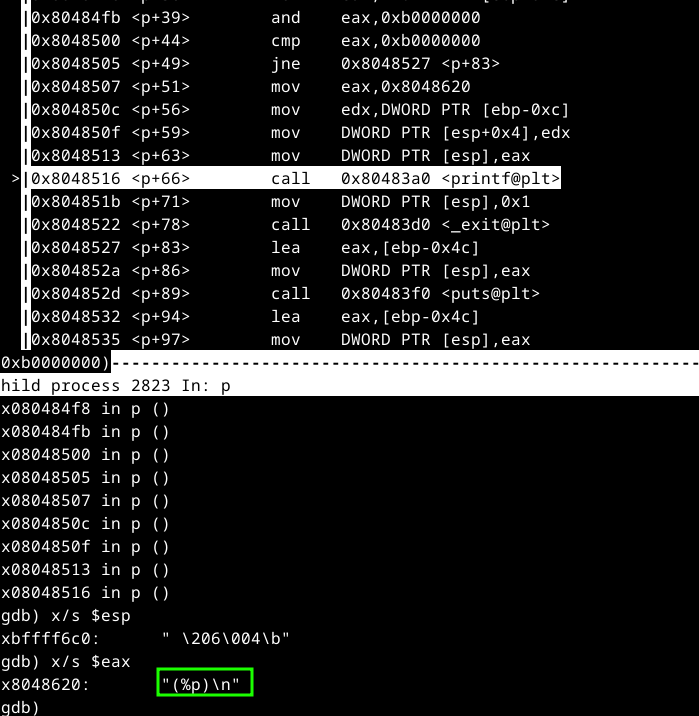 |0x80484fb <p+39> and eax,0xb0000000
|0x8048500 <p+44> cmp eax,0xb0000000
|0x8048505 <p+49> jne 0x8048527 <p+83>
|0x8048507 <p+51> mov eax,0x8048620
|0x804850c <p+56> mov edx,DWORD PTR [ebp-0xc]
|0x804850f <p+59> mov DWORD PTR [esp+0x4],edx
|0x8048513 <p+63> mov DWORD PTR [esp],eax
>|0x8048516 <p+66> call 0x80483a0 <printf@plt>
|0x804851b <p+71> mov DWORD PTR [esp],0x1
|0x8048522 <p+78> call 0x80483d0 <_exit@plt>
|0x8048527 <p+83> lea eax,[ebp-0x4c]
|0x804852a <p+86> mov DWORD PTR [esp],eax
|0x804852d <p+89> call 0x80483f0 <puts@plt>
|0x8048532 <p+94> lea eax,[ebp-0x4c]
|0x8048535 <p+97> mov DWORD PTR [esp],eax
0xb0000000)-----------------------------------------------------------
hild process 2823 In: p
x080484f8 in p ()
x080484fb in p ()
x08048500 in p ()
x08048505 in p ()
x08048507 in p ()
x0804850c in p ()
x0804850f in p ()
x08048513 in p ()
x08048516 in p ()
gdb) x/s $esp
xbffff6c0: " \206\004\b"
gdb) x/s $eax
x8048620: "(%p)\n"
gdb)